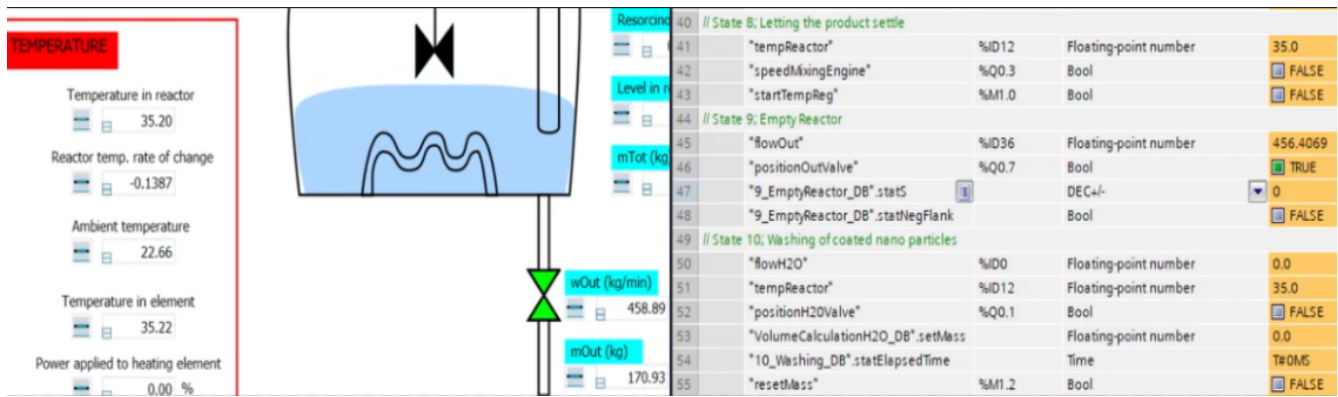 TEMPERATURE
Temperature in reactor
35.20
Reactor temp. rate of change
-0.1387
Ambient temperature
22.66
Temperature in element
35.22
Power applied to heating element
0.00 %
Level in
mTot (kg
wOut (kg/min)
458.89
mOut (kg)
170.93
40 // State 8; Letting the product settle
41 "tempReactor" %ID12 Floating-point number 35.0
42 "speedMixingEngine" %Q0.3 Bool FALSE
43 "startTempReg" %M1.0 Bool FALSE
44 // State 9; Empty Reactor
45 "flowOut" %ID36 Floating-point number 456.4069
46 "positionOutValve" %Q0.7 Bool TRUE
47 "9_EmptyReactor_DB".statS DEC+/- 0
48 "9_EmptyReactor_DB".statNegFlank Bool FALSE
49 // State 10; Washing of coated nano particles
50 "flowH2O" %ID0 Floating-point number 0.0
51 "tempReactor" %ID12 Floating-point number 35.0
52 "positionH20Valve" %Q0.1 Bool FALSE
53 "VolumeCalculationH2O_DB".setMass Floating-point number 0.0
54 "10_Washing_DB".statElapsedTime Time T#0MS
55 "resetMass" %M1.2 Bool FALSE